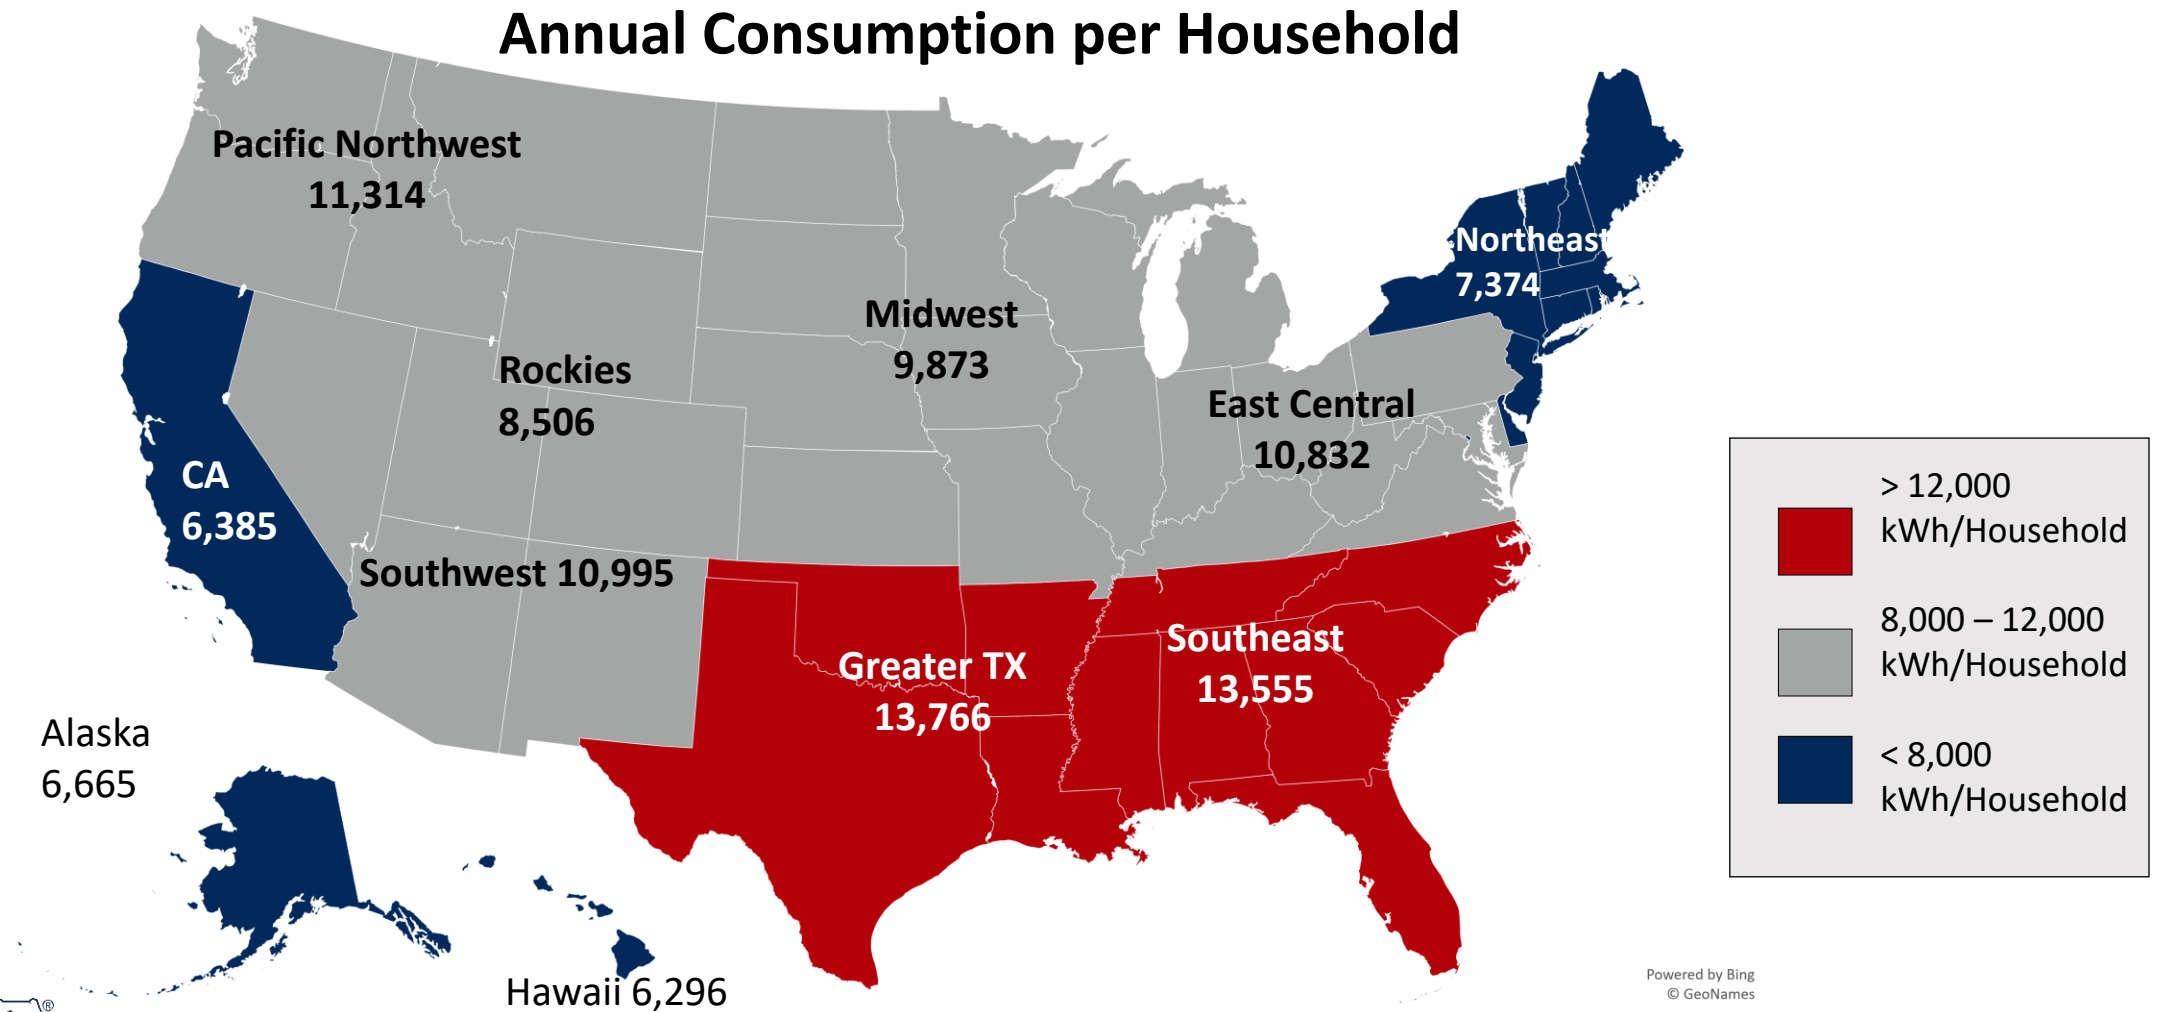 Annual Consumption per Household
Pacific Northwest
11,314
Northeast
7,374
Midwest
9,873
Rockies
8,506
East Central
10,832
CA
6,385
Southwest 10,995
Southeast
13,555
Greater TX
13,766
Alaska
6,665
Hawaii 6,296
> 12,000
kWh/Household
8,000 – 12,000
kWh/Household
< 8,000
kWh/Household
Powered by Bing
© GeoNames
®